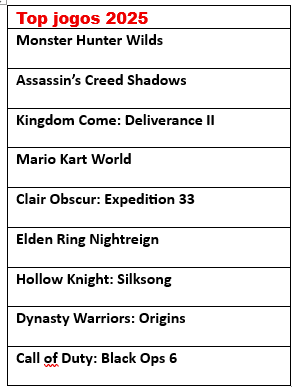 Top jogos 2025
Monster Hunter Wilds
Assassin’s Creed Shadows
Kingdom Come: Deliverance II
Mario Kart World
Clair Obscur: Expedition 33
Elden Ring Nightreign
Hollow Knight: Silksong
Dynasty Warriors: Origins
Call of Duty: Black Ops 6